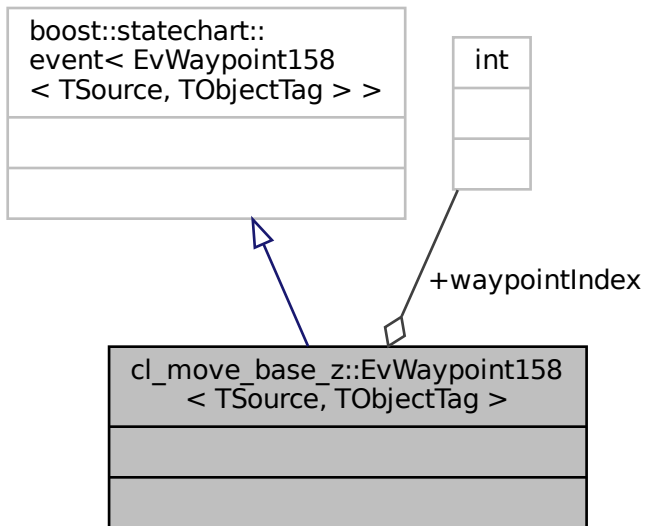 boost::statechart::
event< EvWaypoint158
< TSource, TObjectTag > >
int
+waypointIndex
cl_move_base_z::EvWaypoint158
< TSource, TObjectTag >